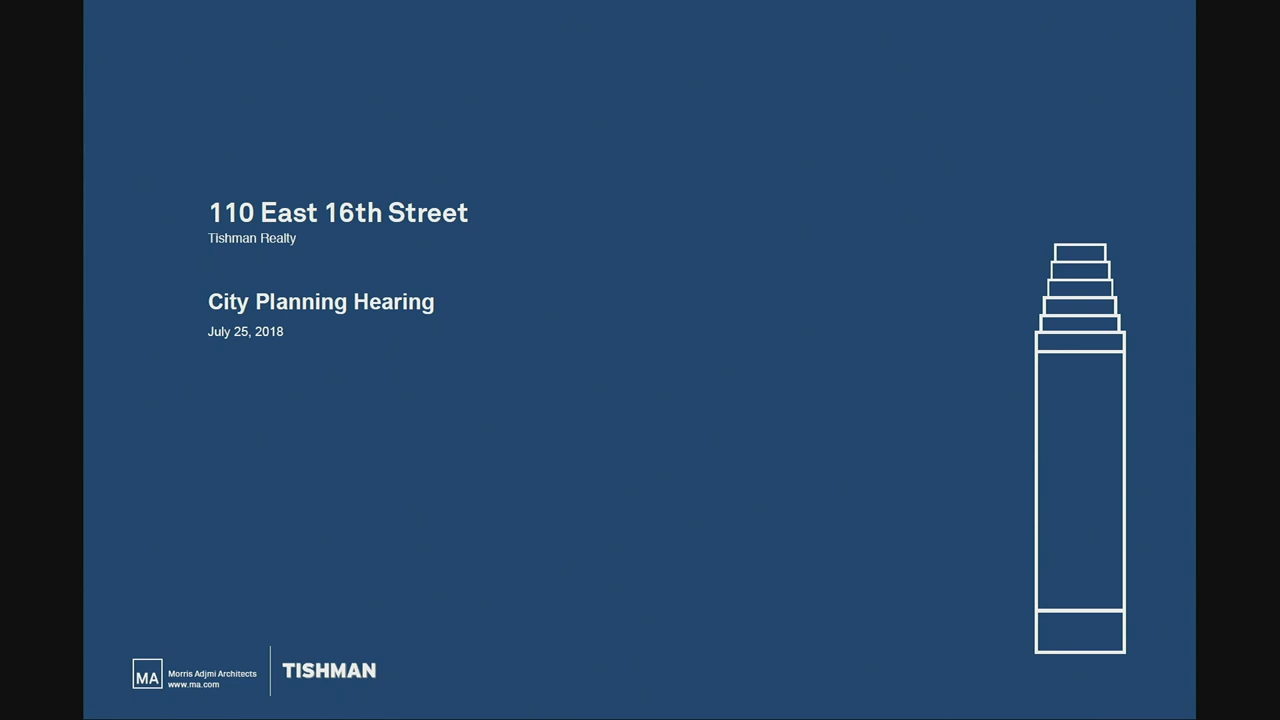 110 East 16th Street
Tishman Realty
City Planning Hearing
July 25, 2018
MA
Morris Adjmi Architects
www.ma.com
TISHMAN